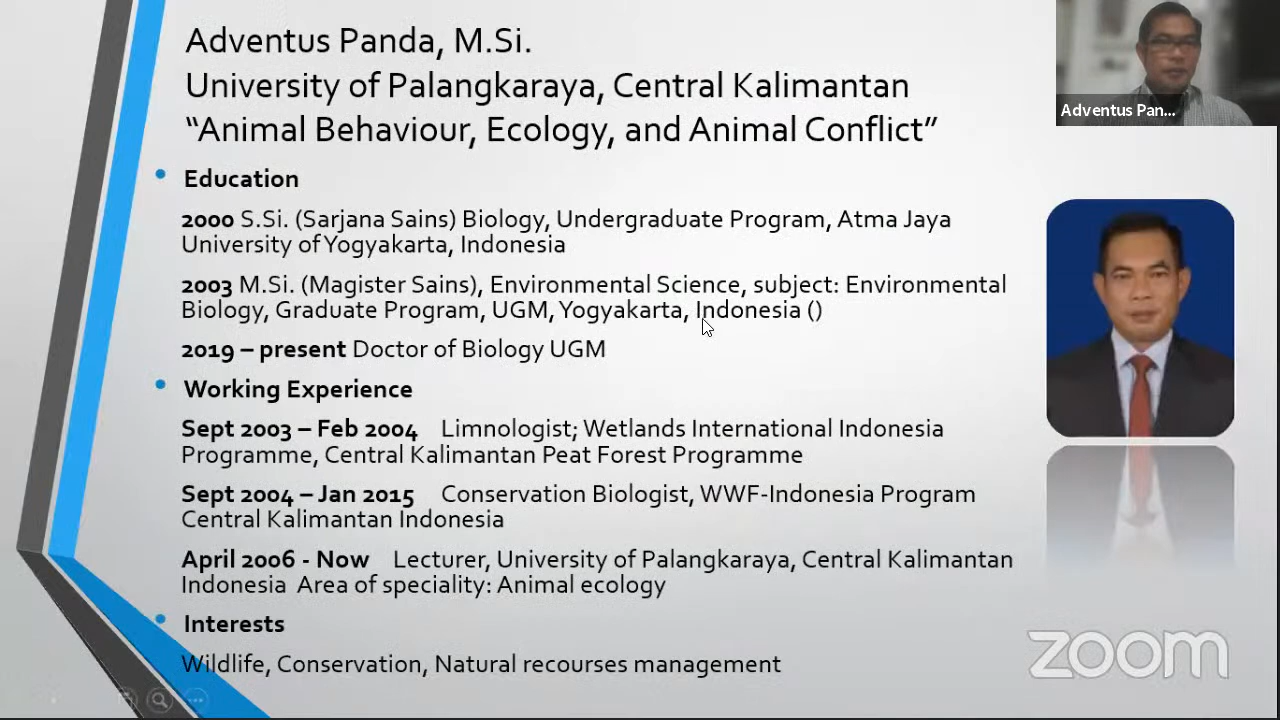 Adventus Panda, M.Si.
University of Palangkaraya, Central Kalimantan
“Animal Behaviour, Ecology, and Animal Conflict”
Adventus Pan...
• Education
2000 S.Si. (Sarjana Sains) Biology, Undergraduate Program, Atma Jaya
University of Yogyakarta, Indonesia
2003 M.Si. (Magister Sains), Environmental Science, subject: Environmental
Biology, Graduate Program, UGM, Yogyakarta, Indonesia ()
2019 – present Doctor of Biology UGM
• Working Experience
Sept 2003 – Feb 2004 Limnologist; Wetlands International Indonesia
Programme, Central Kalimantan Peat Forest Programme
Sept 2004 – Jan 2015 Conservation Biologist, WWF-Indonesia Program
Central Kalimantan Indonesia
April 2006 - Now Lecturer, University of Palangkaraya, Central Kalimantan
Indonesia Area of speciality: Animal ecology
• Interests
Wildlife, Conservation, Natural recourses management
zoom